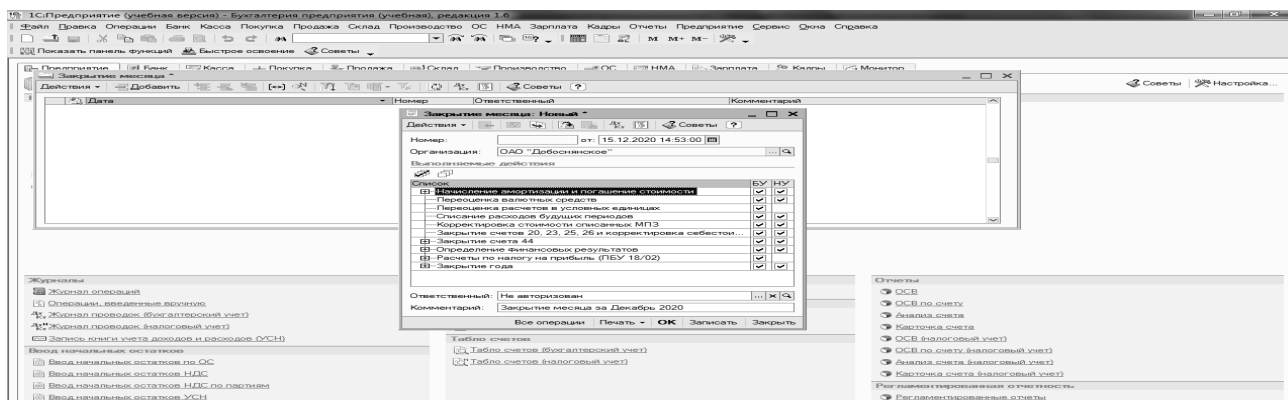 1С:Предприятие (учебная версия) - Бухгалтерия предприятия (учебная), редакция 1.6
Файл Правка Операции Банк Касса Покупка Продажа Склад Производство ОС НМА Зарплата Кадры Отчеты Предприятие Сервис Окна Справка
М М+ М-
Показать панель функций Быстрое освоение Советы
Предприятие Банк Касса Покупка Продажа Склад Производство ОС НМА Зарплата Кадры Монитор
Закрытие месяца *
Действия Добавить Советы ?
Советы Настройка...
Дата Номер Ответственный Комментарий
Закрытие месяца: Новый *
Действия Советы ?
Номер: от: 15.12.2020 14:53:00
Организация: ОАО "Добоснянское" ...
Выполняемые действия
Список БУ НУ
Начисление амортизации и погашение стоимости
Переоценка валютных средств
Переоценка расчетов в условных единицах
Списание расходов будущих периодов
Корректировка стоимости списанных МПЗ
Закрытие счетов 20, 23, 25, 26 и корректировка себестои...
Закрытие счета 44
Определение финансовых результатов
Расчеты по налогу на прибыль (ПБУ 18/02)
Закрытие года
Ответственный: Не авторизован ...
Комментарий: Закрытие месяца за Декабрь 2020
Все операции Печать ОК Записать Закрыть
Журналы
Журнал операций
Операции, введенные вручную
Журнал проводок (бухгалтерский учет)
Журнал проводок (налоговый учет)
Запись книги учета доходов и расходов (УСН)
Ввод начальных остатков
Ввод начальных остатков по ОС
Ввод начальных остатков НДС
Ввод начальных остатков НДС по партиям
Ввод начальных остатков УСН
Табло счетов
Табло счетов (бухгалтерский учет)
Табло счетов (налоговый учет)
Отчеты
ОСВ
ОСВ по счету
Анализ счета
Карточка счета
ОСВ (налоговый учет)
ОСВ по счету (налоговый учет)
Анализ счета (налоговый учет)
Карточка счета (налоговый учет)
Регламентированная отчетность
Регламентированные отчеты